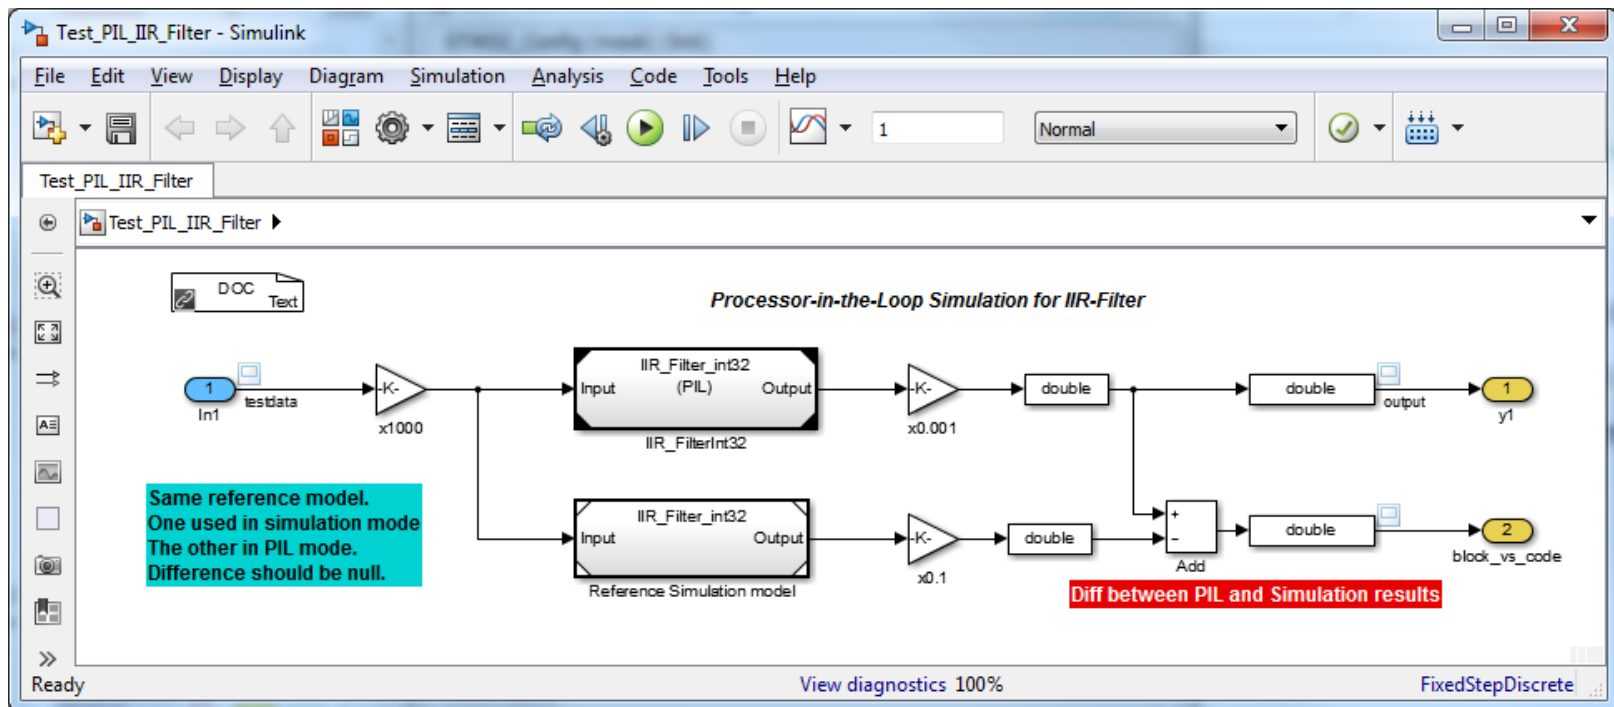 Test_PIL_IIR_Filter - Simulink
File Edit View Display Diagram Simulation Analysis Code Tools Help
1 Normal
Test_PIL_IIR_Filter
Test_PIL_IIR_Filter
DOC
Text
Processor-in-the-Loop Simulation for IIR-Filter
1
In1
testdata
-K-
x1000
IIR_Filter_int32
(PIL)
Input
Output
IIR_FilterInt32
-K-
x0.001
double
double
output
1
y1
Same reference model.
One used in simulation mode
The other in PIL mode.
Difference should be null.
IIR_Filter_int32
Input
Output
Reference Simulation model
-K-
x0.1
double
+
−
Add
double
2
block_vs_code
Diff between PIL and Simulation results
Ready
View diagnostics 100%
FixedStepDiscrete